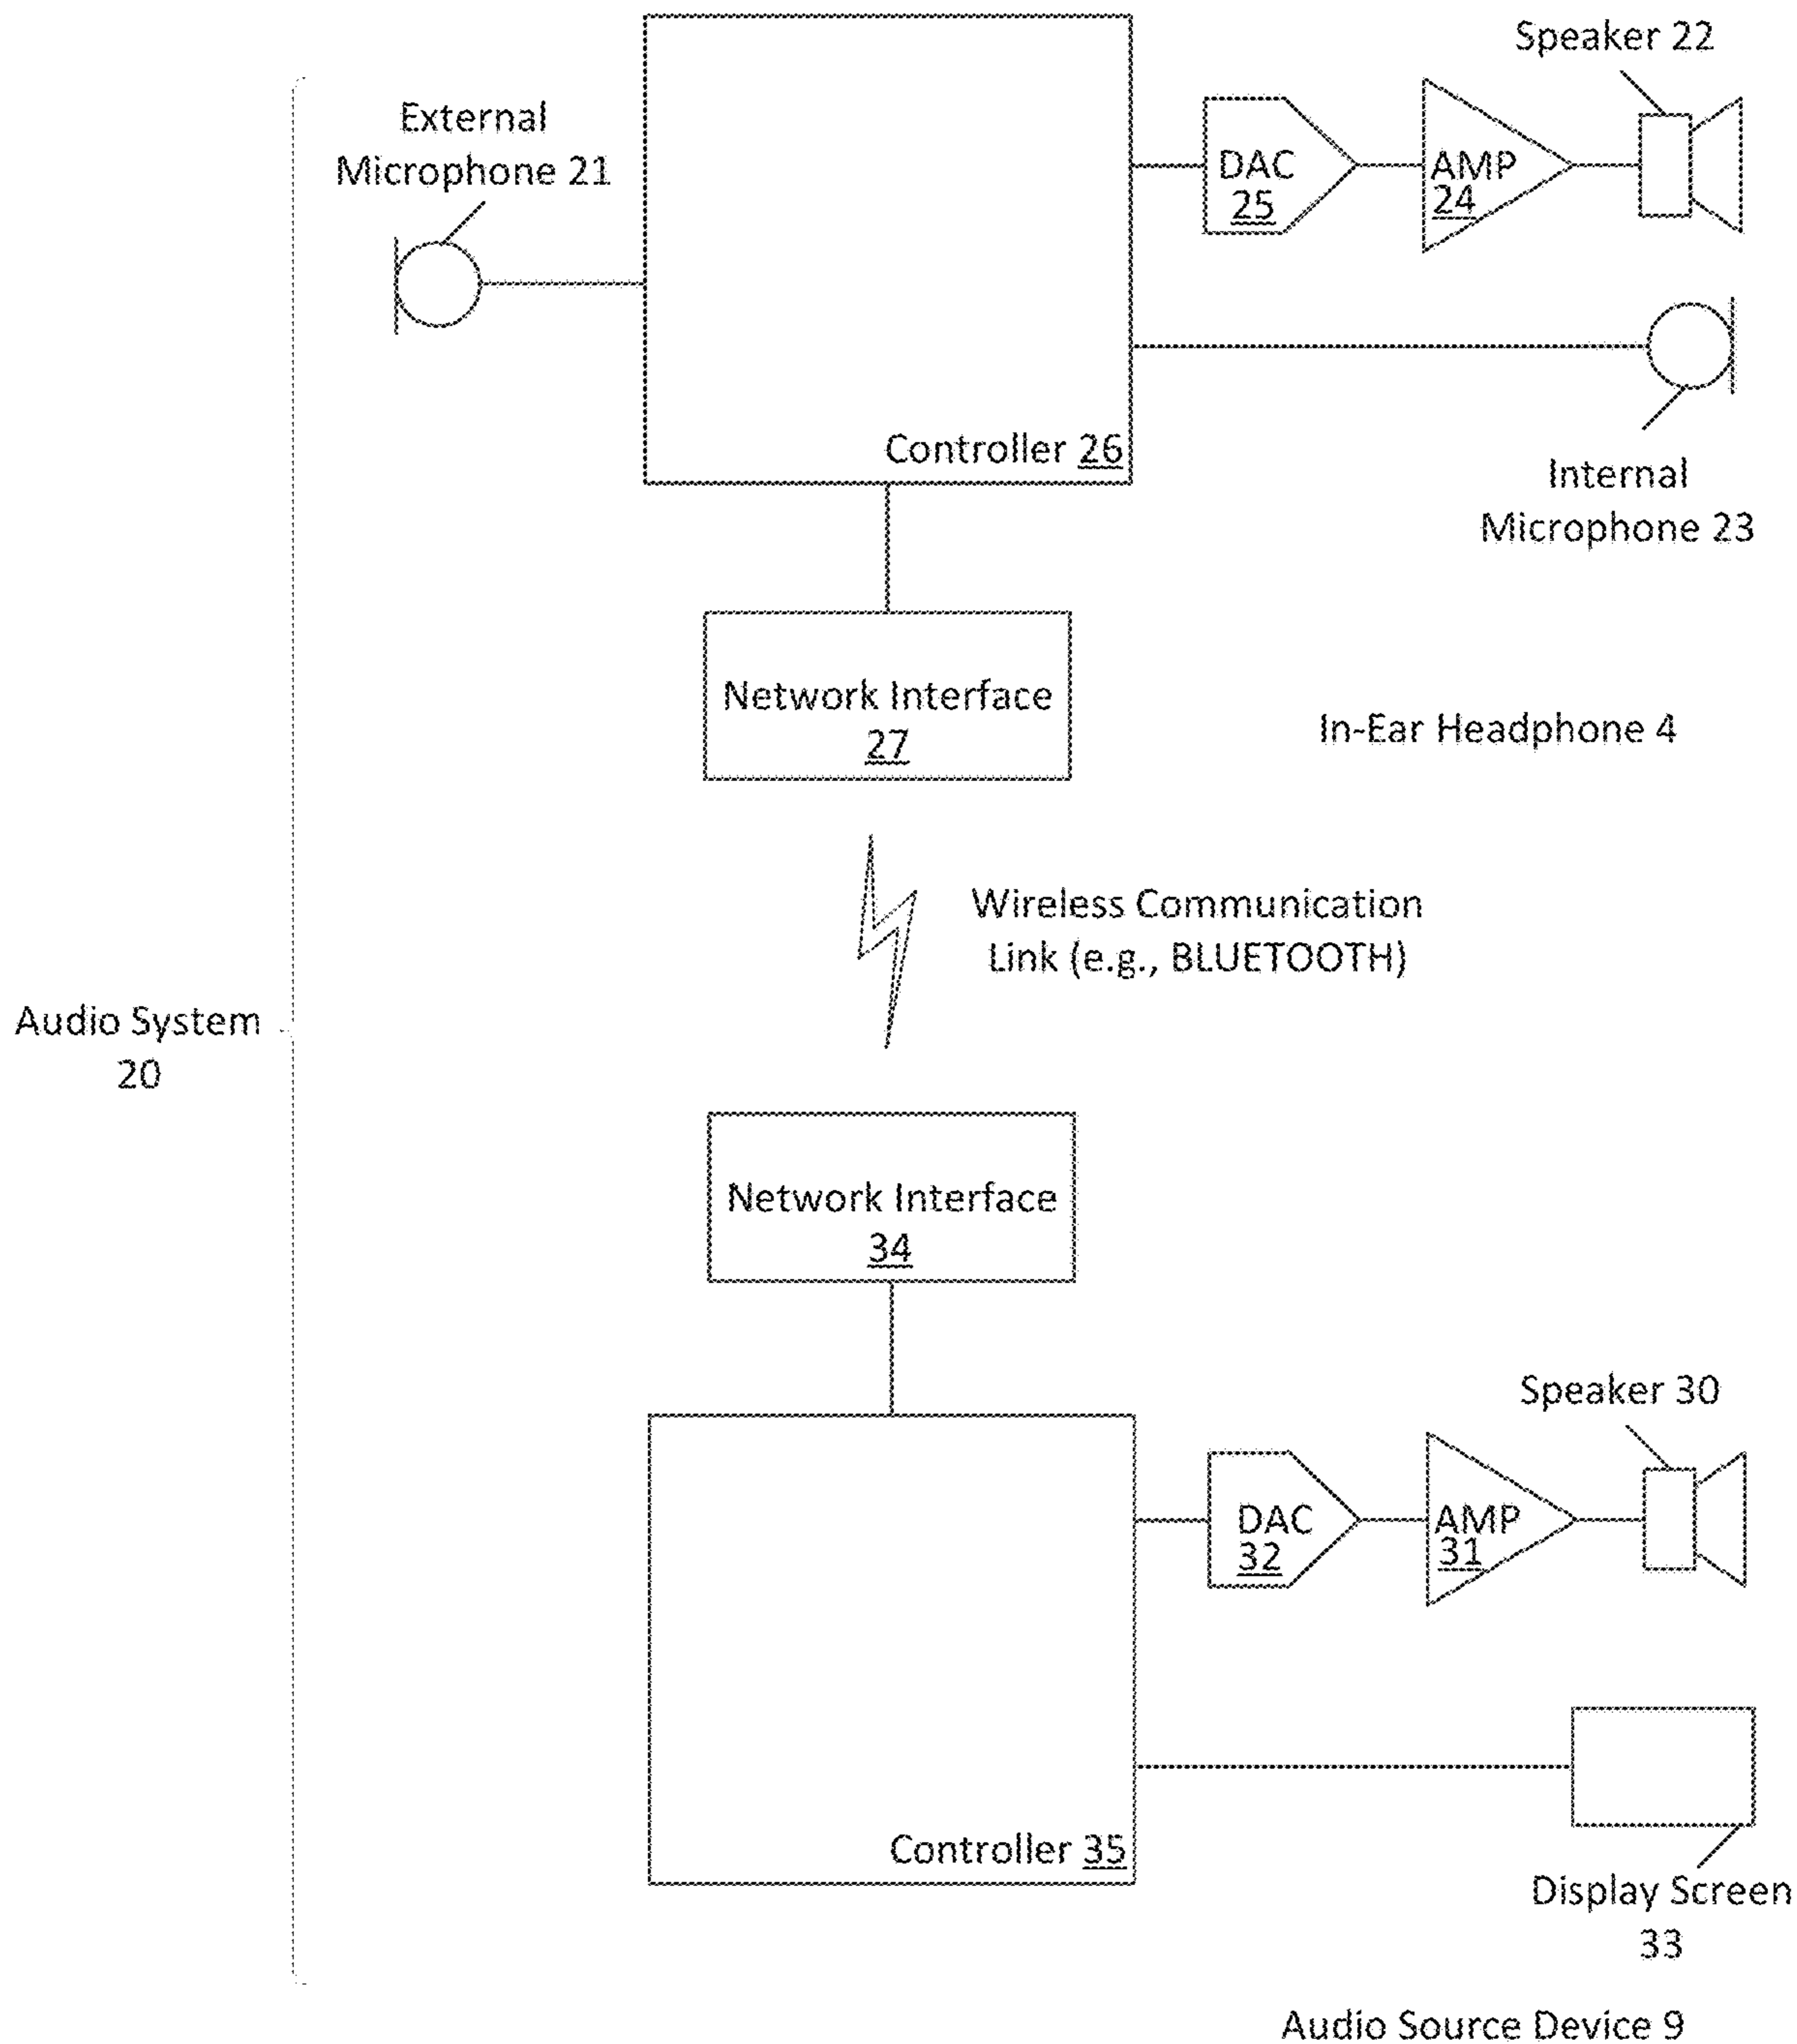 Speaker 22
External
Microphone 21
DAC
25
AMP
24
Controller 26
Internal
Microphone 23
Network Interface
27
In-Ear Headphone 4
Wireless Communication
Link (e.g., BLUETOOTH)
Audio System
20
Network Interface
34
Speaker 30
DAC
32
AMP
31
Controller 35
Display Screen
33
Audio Source Device 9